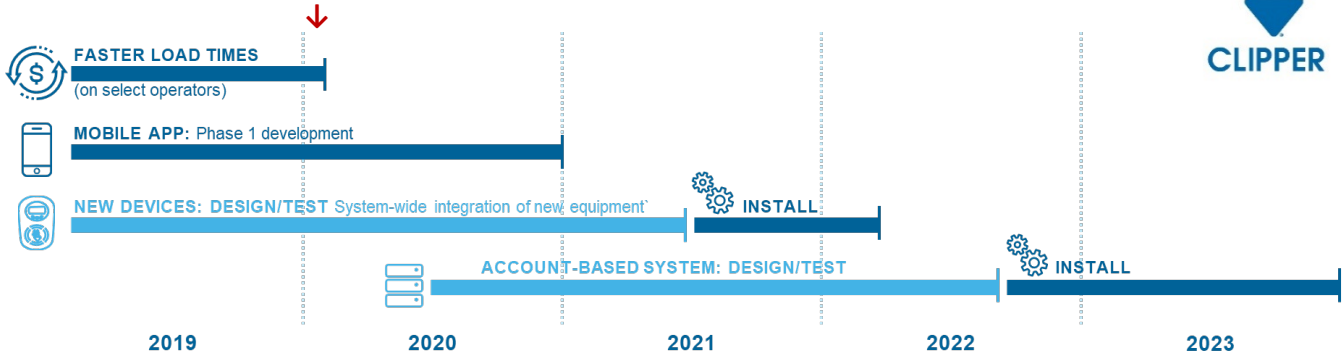 CLIPPER
$
FASTER LOAD TIMES
(on select operators)
MOBILE APP: Phase 1 development
NEW DEVICES: DESIGN/TEST System-wide integration of new equipment`
INSTALL
ACCOUNT-BASED SYSTEM: DESIGN/TEST
INSTALL
2019 2020 2021 2022 2023